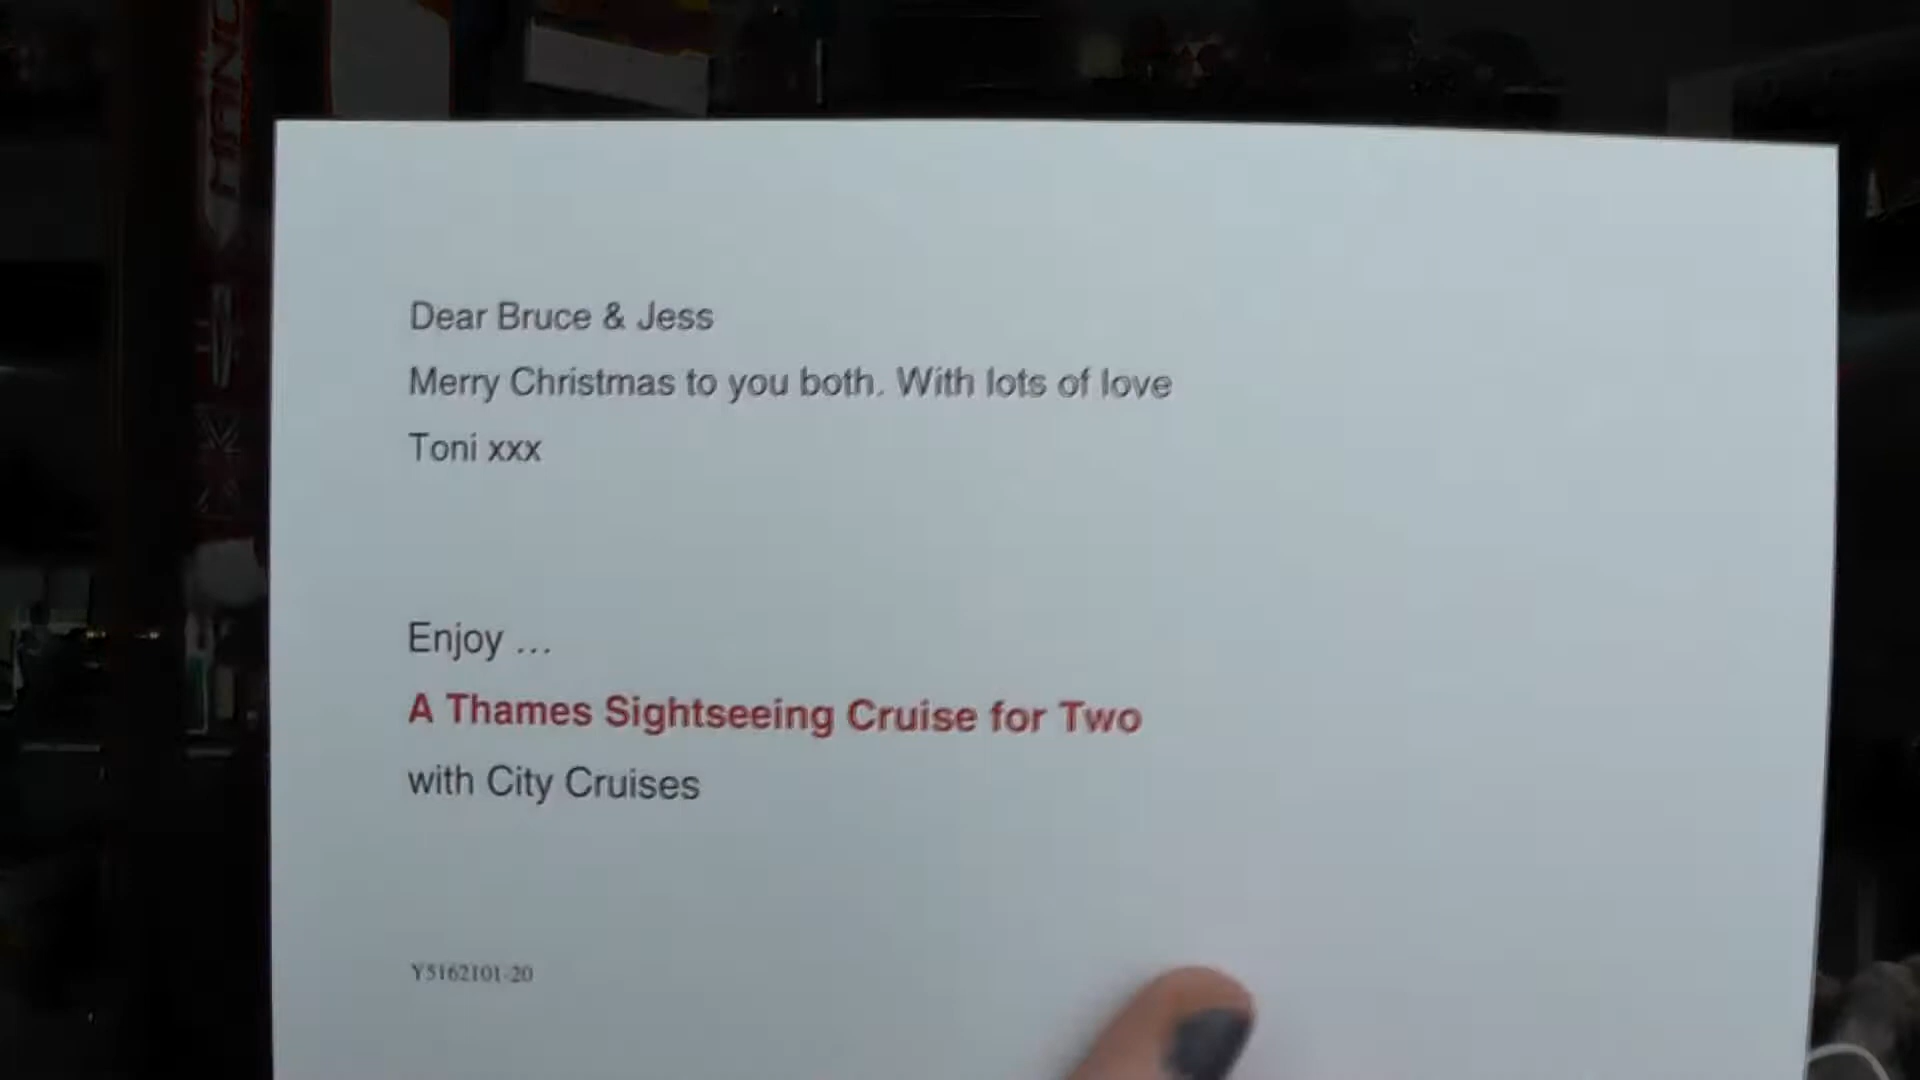 Dear Bruce & Jess
Merry Christmas to you both. With lots of love
Toni xxx
Enjoy ...
A Thames Sightseeing Cruise for Two
with City Cruises
Y5162101-20